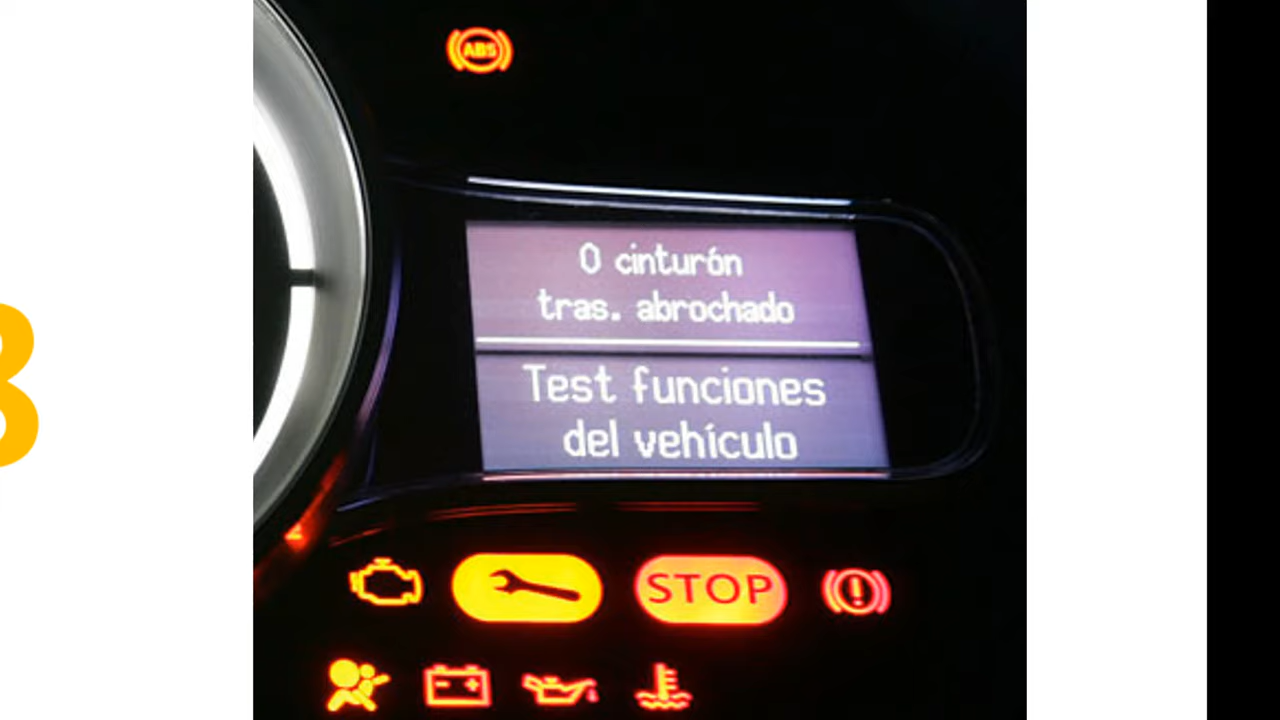 ABS
0 cinturón
tras. abrochado
Test funciones
del vehículo
STOP